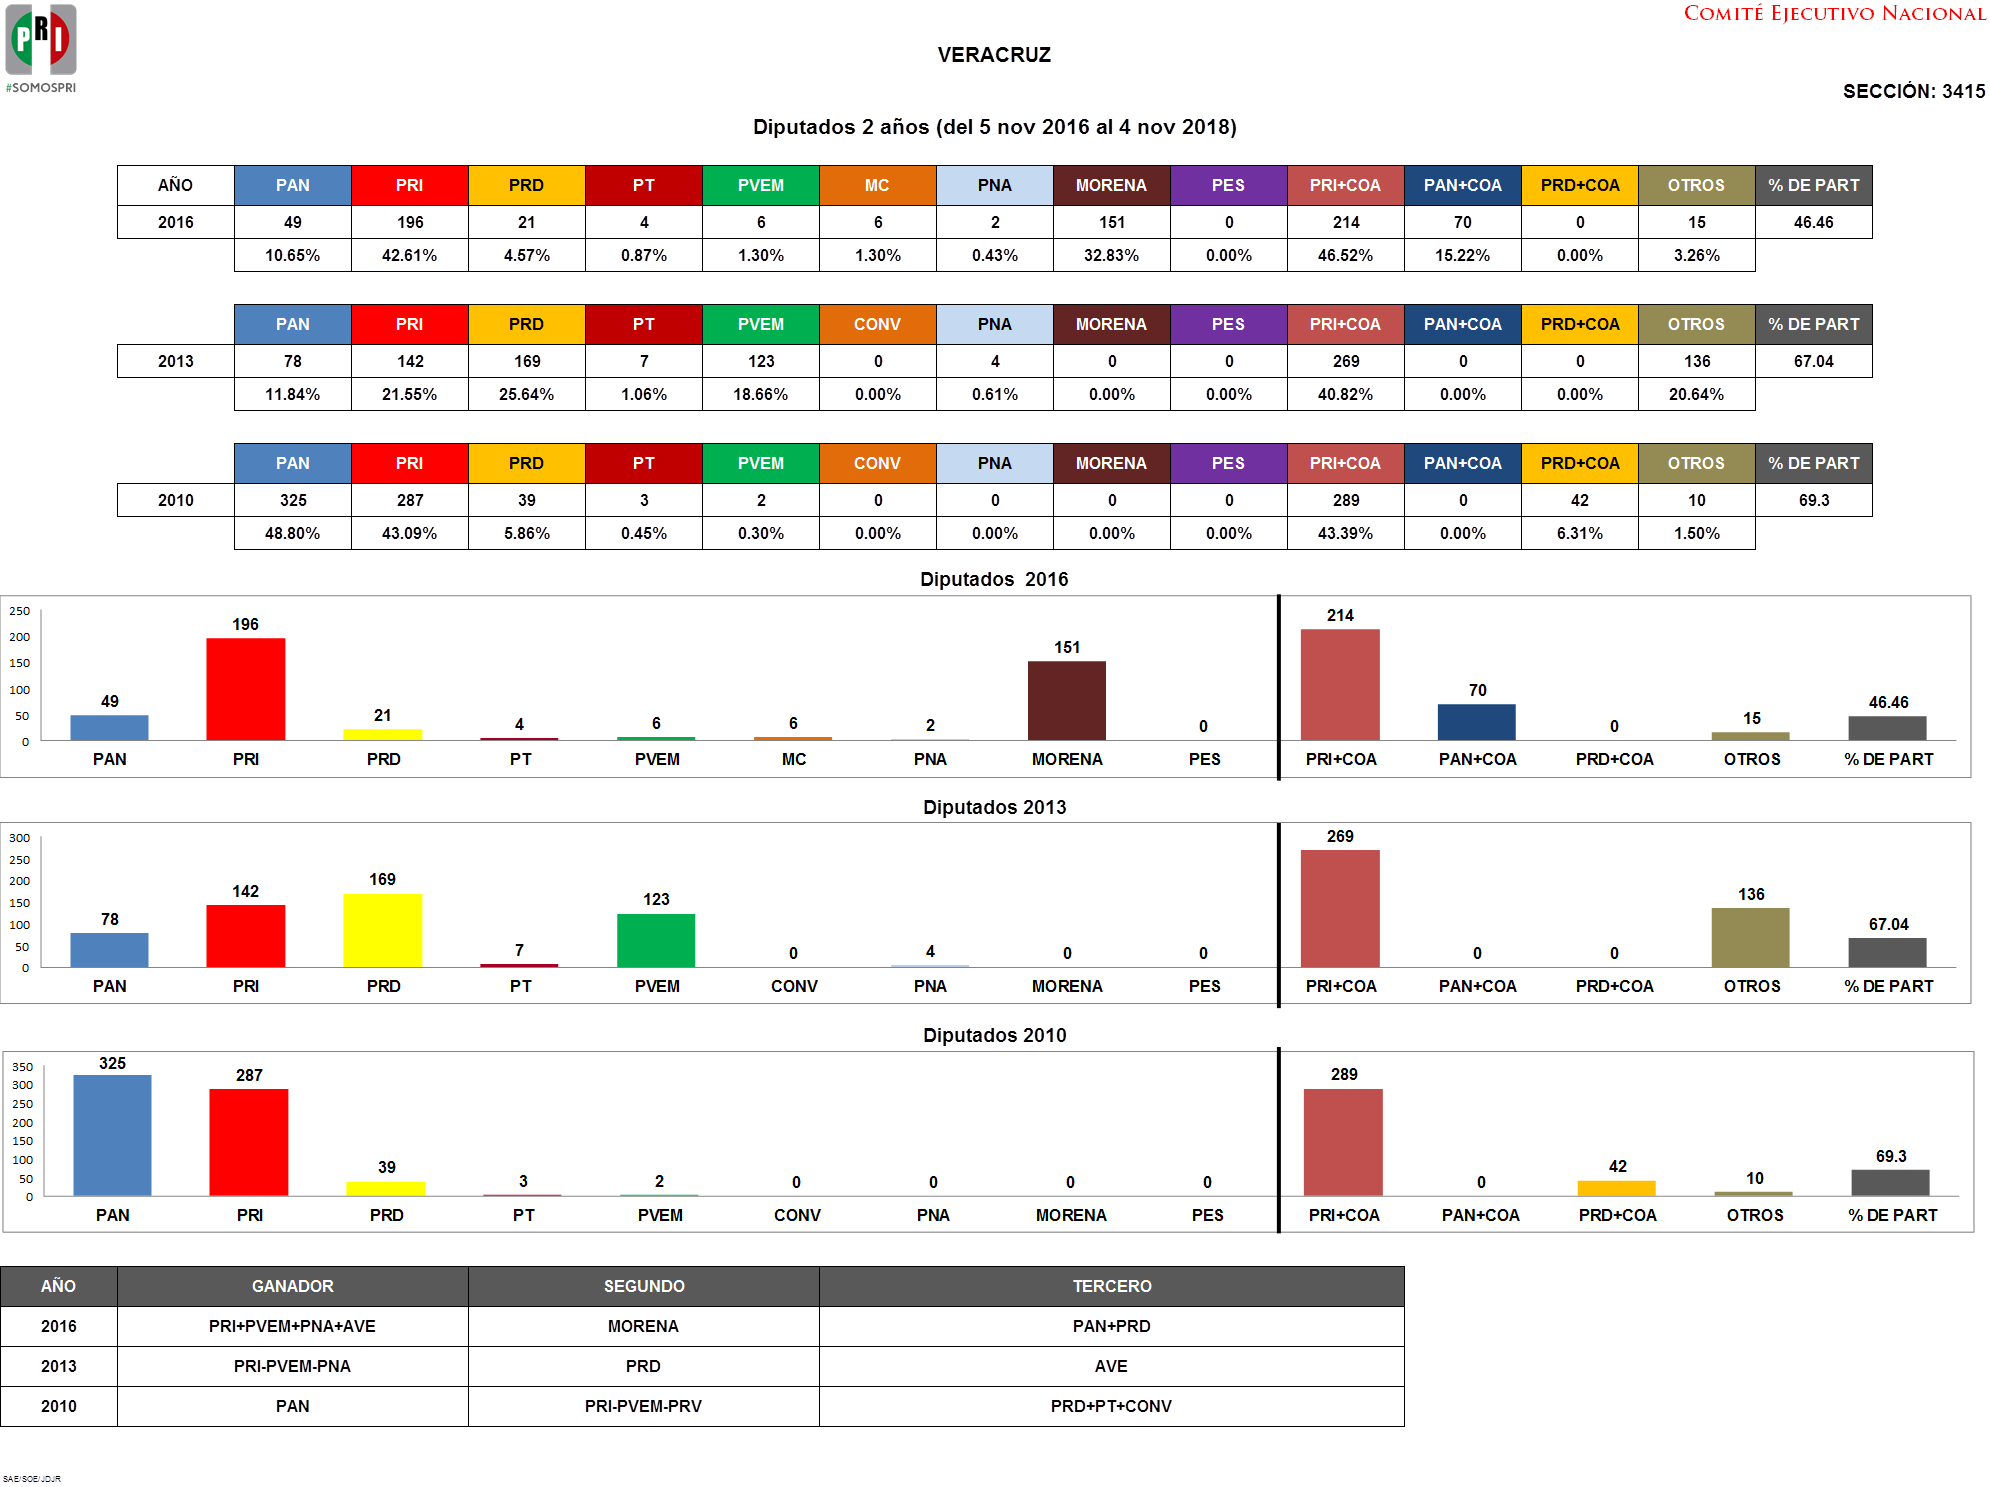 PRI
#SOMOSPRI
COMITÉ EJECUTIVO NACIONAL
VERACRUZ
SECCIÓN: 3415
Diputados 2 años (del 5 nov 2016 al 4 nov 2018)
AÑO PAN PRI PRD PT PVEM MC PNA MORENA PES PRI+COA PAN+COA PRD+COA OTROS % DE PART
2016 49 196 21 4 6 6 2 151 0 214 70 0 15 46.46
10.65% 42.61% 4.57% 0.87% 1.30% 1.30% 0.43% 32.83% 0.00% 46.52% 15.22% 0.00% 3.26%
PAN PRI PRD PT PVEM CONV PNA MORENA PES PRI+COA PAN+COA PRD+COA OTROS % DE PART
2013 78 142 169 7 123 0 4 0 0 269 0 0 136 67.04
11.84% 21.55% 25.64% 1.06% 18.66% 0.00% 0.61% 0.00% 0.00% 40.82% 0.00% 0.00% 20.64%
PAN PRI PRD PT PVEM CONV PNA MORENA PES PRI+COA PAN+COA PRD+COA OTROS % DE PART
2010 325 287 39 3 2 0 0 0 0 289 0 42 10 69.3
48.80% 43.09% 5.86% 0.45% 0.30% 0.00% 0.00% 0.00% 0.00% 43.39% 0.00% 6.31% 1.50%
Diputados 2016
250
200
150
100
50
0
49 196 21 4 6 6 2 151 0 214 70 0 15 46.46
PAN PRI PRD PT PVEM MC PNA MORENA PES PRI+COA PAN+COA PRD+COA OTROS % DE PART
Diputados 2013
300
250
200
150
100
50
0
78 142 169 7 123 0 4 0 0 269 0 0 136 67.04
PAN PRI PRD PT PVEM CONV PNA MORENA PES PRI+COA PAN+COA PRD+COA OTROS % DE PART
Diputados 2010
350
300
250
200
150
100
50
0
325 287 39 3 2 0 0 0 0 289 0 42 10 69.3
PAN PRI PRD PT PVEM CONV PNA MORENA PES PRI+COA PAN+COA PRD+COA OTROS % DE PART
AÑO GANADOR SEGUNDO TERCERO
2016 PRI+PVEM+PNA+AVE MORENA PAN+PRD
2013 PRI-PVEM-PNA PRD AVE
2010 PAN PRI-PVEM-PRV PRD+PT+CONV
SAE/SOE/JDJR